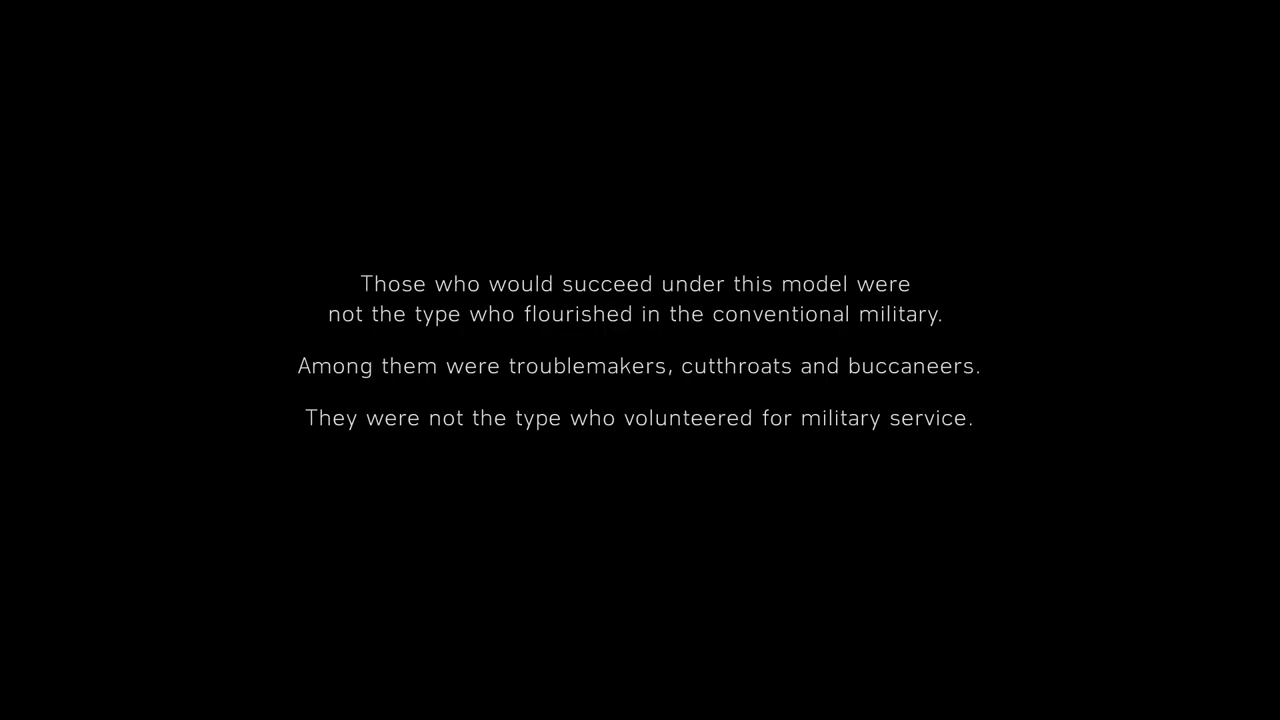 Those who would succeed under this model were
not the type who flourished in the conventional military.
Among them were troublemakers, cutthroats and buccaneers.
They were not the type who volunteered for military service.